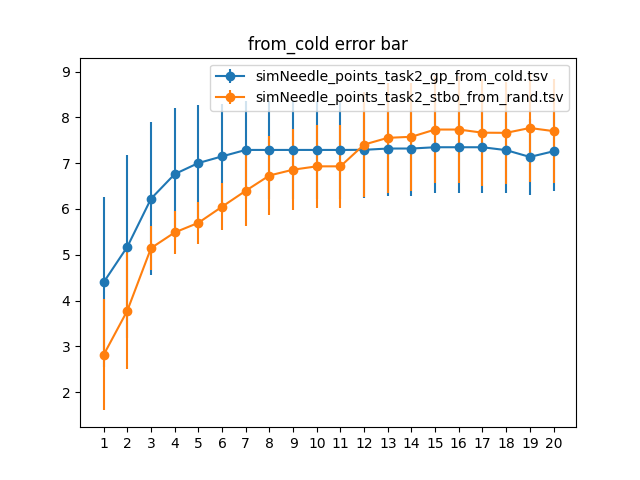 from_cold error bar
simNeedle_points_task2_gp_from_cold.tsv
simNeedle_points_task2_stbo_from_rand.tsv
9
8
7
6
5
4
3
2
1 2 3 4 5 6 7 8 9 10 11 12 13 14 15 16 17 18 19 20